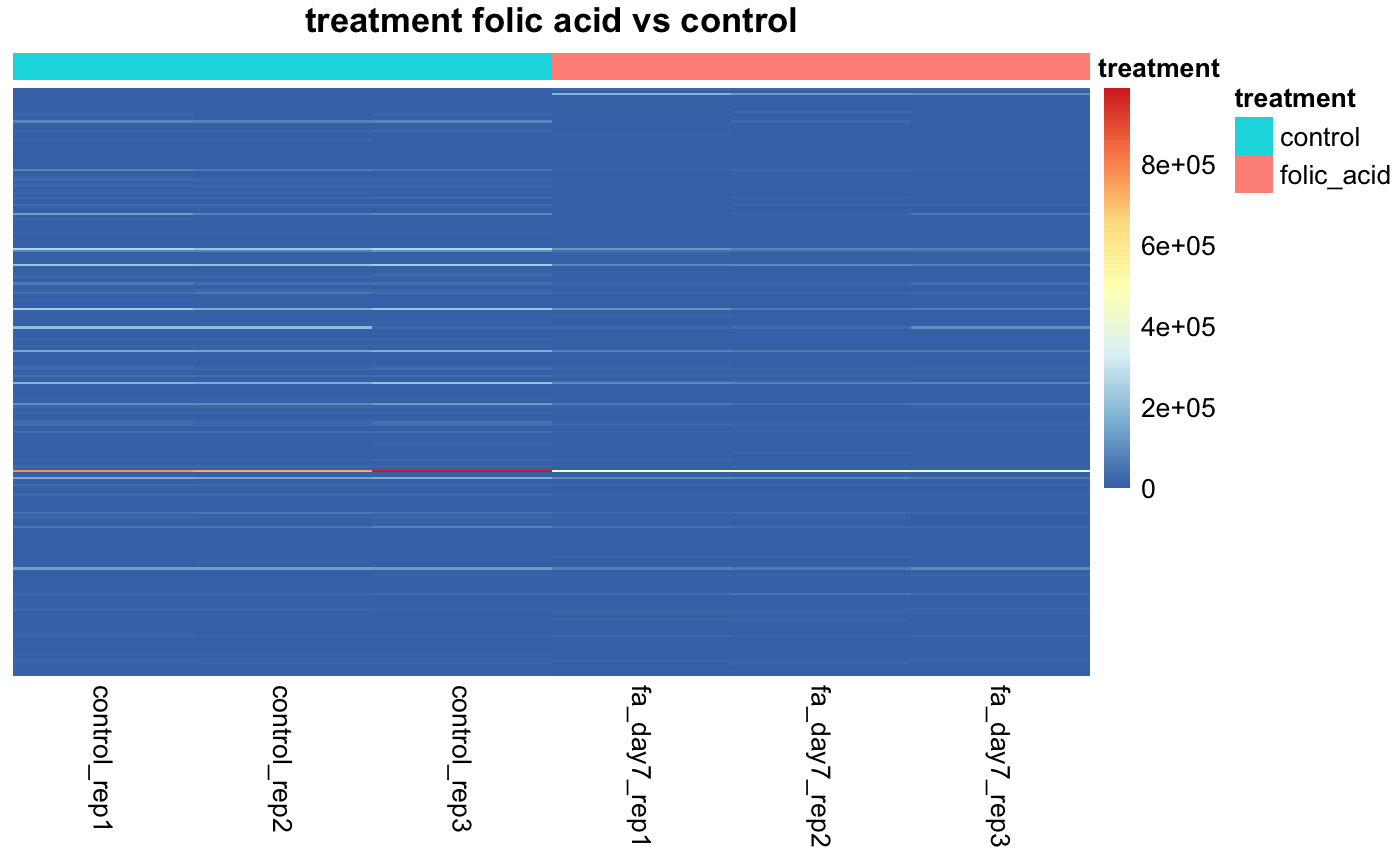 treatment folic acid vs control
treatment
treatment
control
folic_acid
8e+05
6e+05
4e+05
2e+05
0
control_rep1
control_rep2
control_rep3
fa_day7_rep1
fa_day7_rep2
fa_day7_rep3